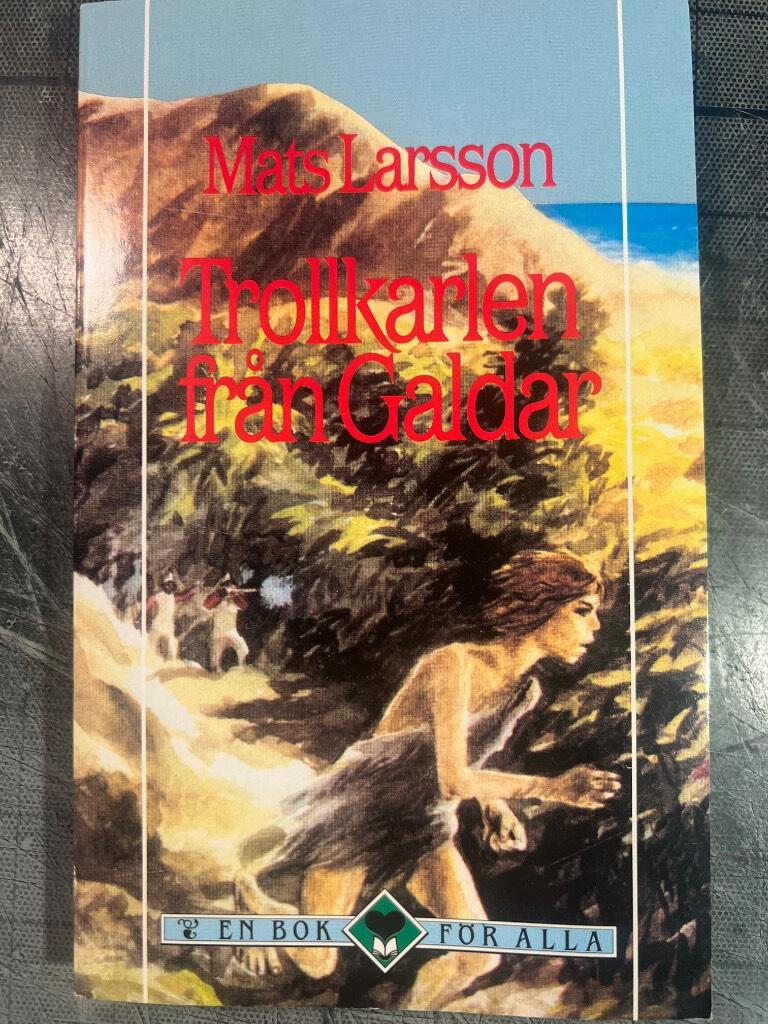 Mats Larsson
Trollkarlen
från Galdar
EN BOK FÖR ALLA